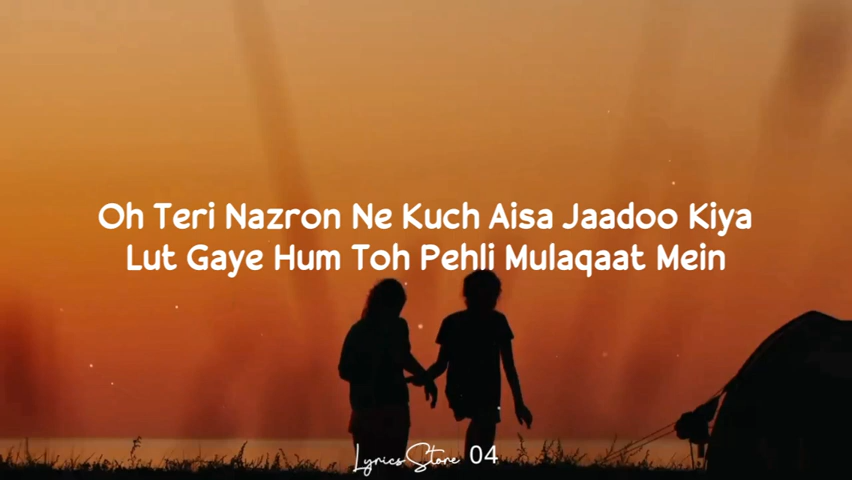 Oh Teri Nazron Ne Kuch Aisa Jaadoo Kiya
Lut Gaye Hum Toh Pehli Mulaqaat Mein
Lyrics Store 04